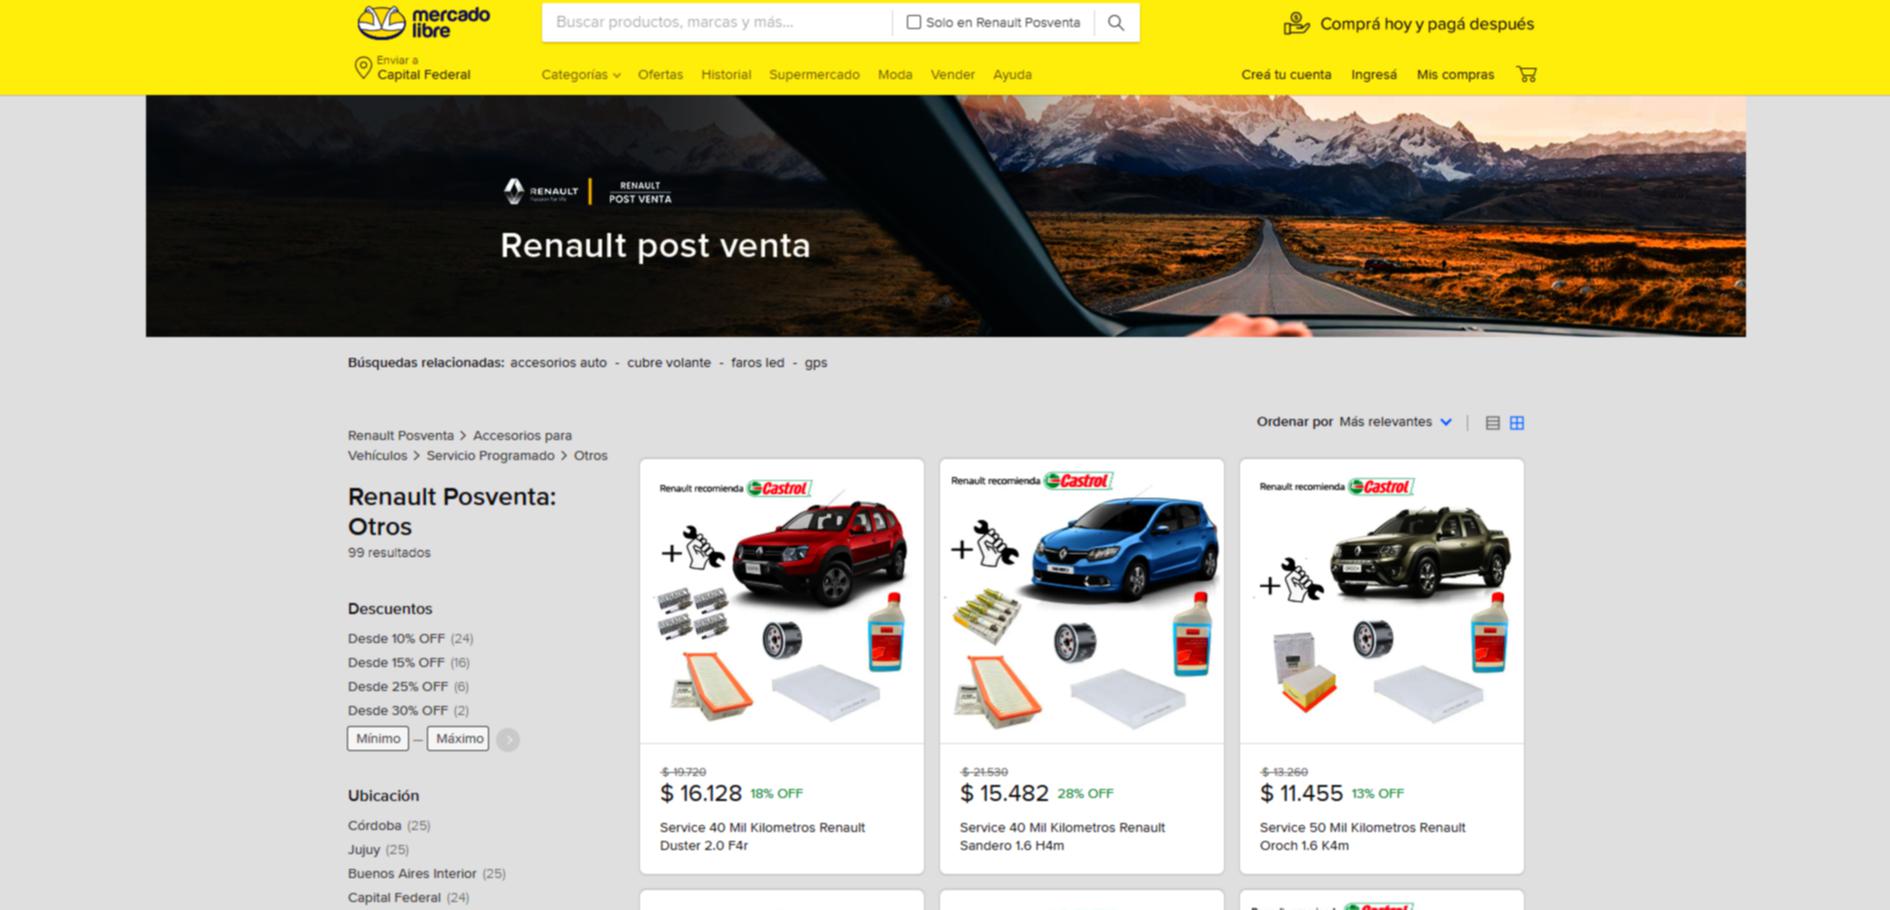 mercado
libre
Buscar productos, marcas y más...
Solo en Renault Posventa
Comprá hoy y pagá después
Enviar a
Capital Federal
Categorías
Ofertas
Historial
Supermercado
Moda
Vender
Ayuda
Creá tu cuenta
Ingresá
Mis compras
RENAULT
Passion for life
RENAULT
POST VENTA
Renault post venta
Búsquedas relacionadas: accesorios auto - cubre volante - faros led - gps
Ordenar por Más relevantes
Renault Posventa > Accesorios para
Vehículos > Servicio Programado > Otros
Renault Posventa:
Otros
99 resultados
Descuentos
Desde 10% OFF (24)
Desde 15% OFF (16)
Desde 25% OFF (6)
Desde 30% OFF (2)
Mínimo – Máximo
Ubicación
Córdoba (25)
Jujuy (25)
Buenos Aires Interior (25)
Capital Federal (24)
Renault recomienda Castrol
$ 19.720
$ 16.128 18% OFF
Service 40 Mil Kilometros Renault
Duster 2.0 F4r
Renault recomienda Castrol
$ 21.530
$ 15.482 28% OFF
Service 40 Mil Kilometros Renault
Sandero 1.6 H4m
Renault recomienda Castrol
$ 13.260
$ 11.455 13% OFF
Service 50 Mil Kilometros Renault
Oroch 1.6 K4m
Castrol